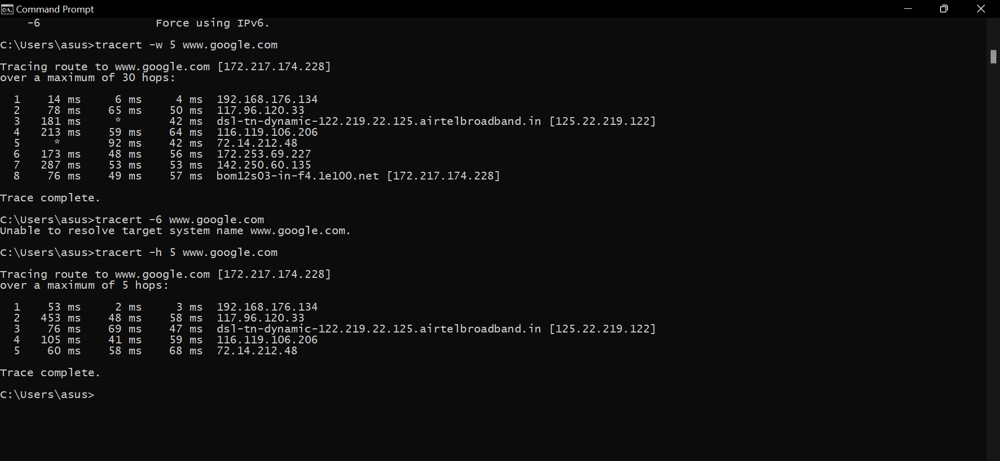 Command Prompt
-6 Force using IPv6.
C:\Users\asus>tracert -w 5 www.google.com
Tracing route to www.google.com [172.217.174.228]
over a maximum of 30 hops:
1 14 ms 6 ms 4 ms 192.168.176.134
2 78 ms 65 ms 50 ms 117.96.120.33
3 181 ms * 42 ms dsl-tn-dynamic-122.219.22.125.airtelbroadband.in [125.22.219.122]
4 213 ms 59 ms 64 ms 116.119.106.206
5 * 92 ms 42 ms 72.14.212.48
6 173 ms 48 ms 56 ms 172.253.69.227
7 287 ms 53 ms 53 ms 142.250.60.135
8 76 ms 49 ms 57 ms bom12s03-in-f4.1e100.net [172.217.174.228]
Trace complete.
C:\Users\asus>tracert -6 www.google.com
Unable to resolve target system name www.google.com.
C:\Users\asus>tracert -h 5 www.google.com
Tracing route to www.google.com [172.217.174.228]
over a maximum of 5 hops:
1 53 ms 2 ms 3 ms 192.168.176.134
2 453 ms 48 ms 58 ms 117.96.120.33
3 76 ms 69 ms 47 ms dsl-tn-dynamic-122.219.22.125.airtelbroadband.in [125.22.219.122]
4 105 ms 41 ms 59 ms 116.119.106.206
5 60 ms 58 ms 68 ms 72.14.212.48
Trace complete.
C:\Users\asus>